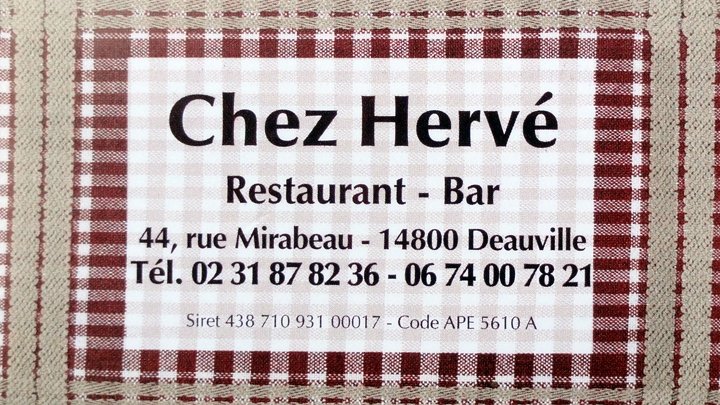 Chez Hervé
Restaurant - Bar
44, rue Mirabeau - 14800 Deauville
Tél. 02 31 87 82 36 - 06 74 00 78 21
Siret 438 710 931 00017 - Code APE 5610 A